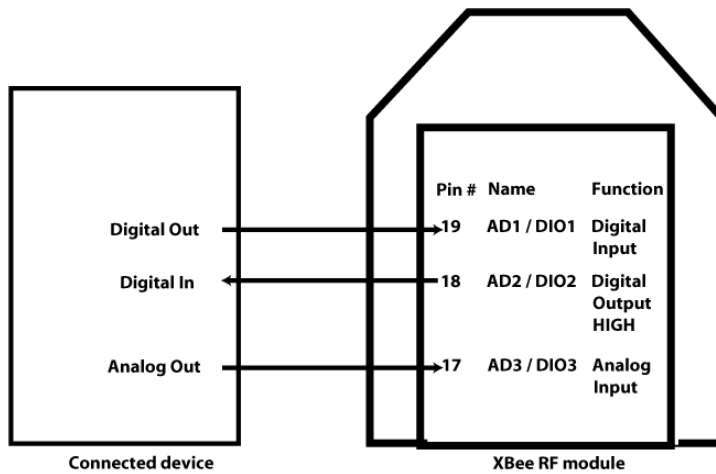 Pin # Name Function
Digital Out 19 AD1 / DIO1 Digital
Input
Digital In 18 AD2 / DIO2 Digital
Output
HIGH
Analog Out 17 AD3 / DIO3 Analog
Input
Connected device XBee RF module